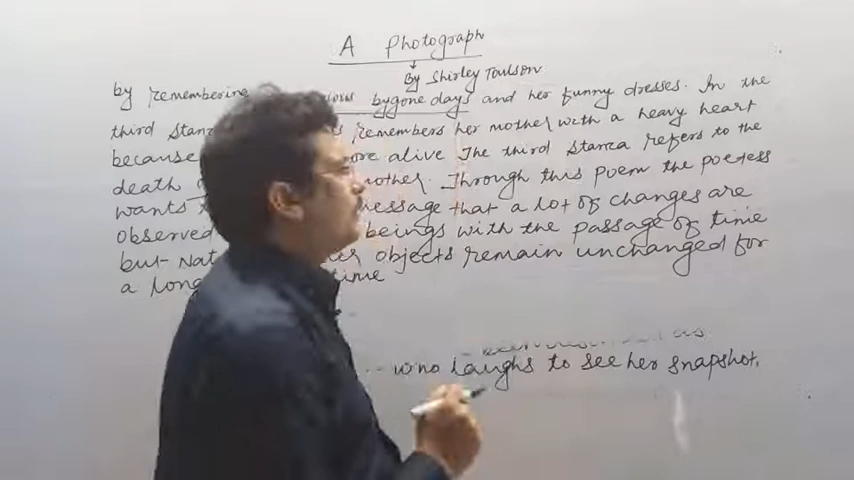 A Photograph
By Shirley Toulson
by remembering bygone days and her funny dresses. In the
third remembers her mother with a heavy heart
because alive The third Stanza refers to the
death mother. Through this poem the poetess
wants message that a lot of changes are
observed beings with the passage of time
but objects remain unchanged for
a long time
who laughs to see her snapshot.